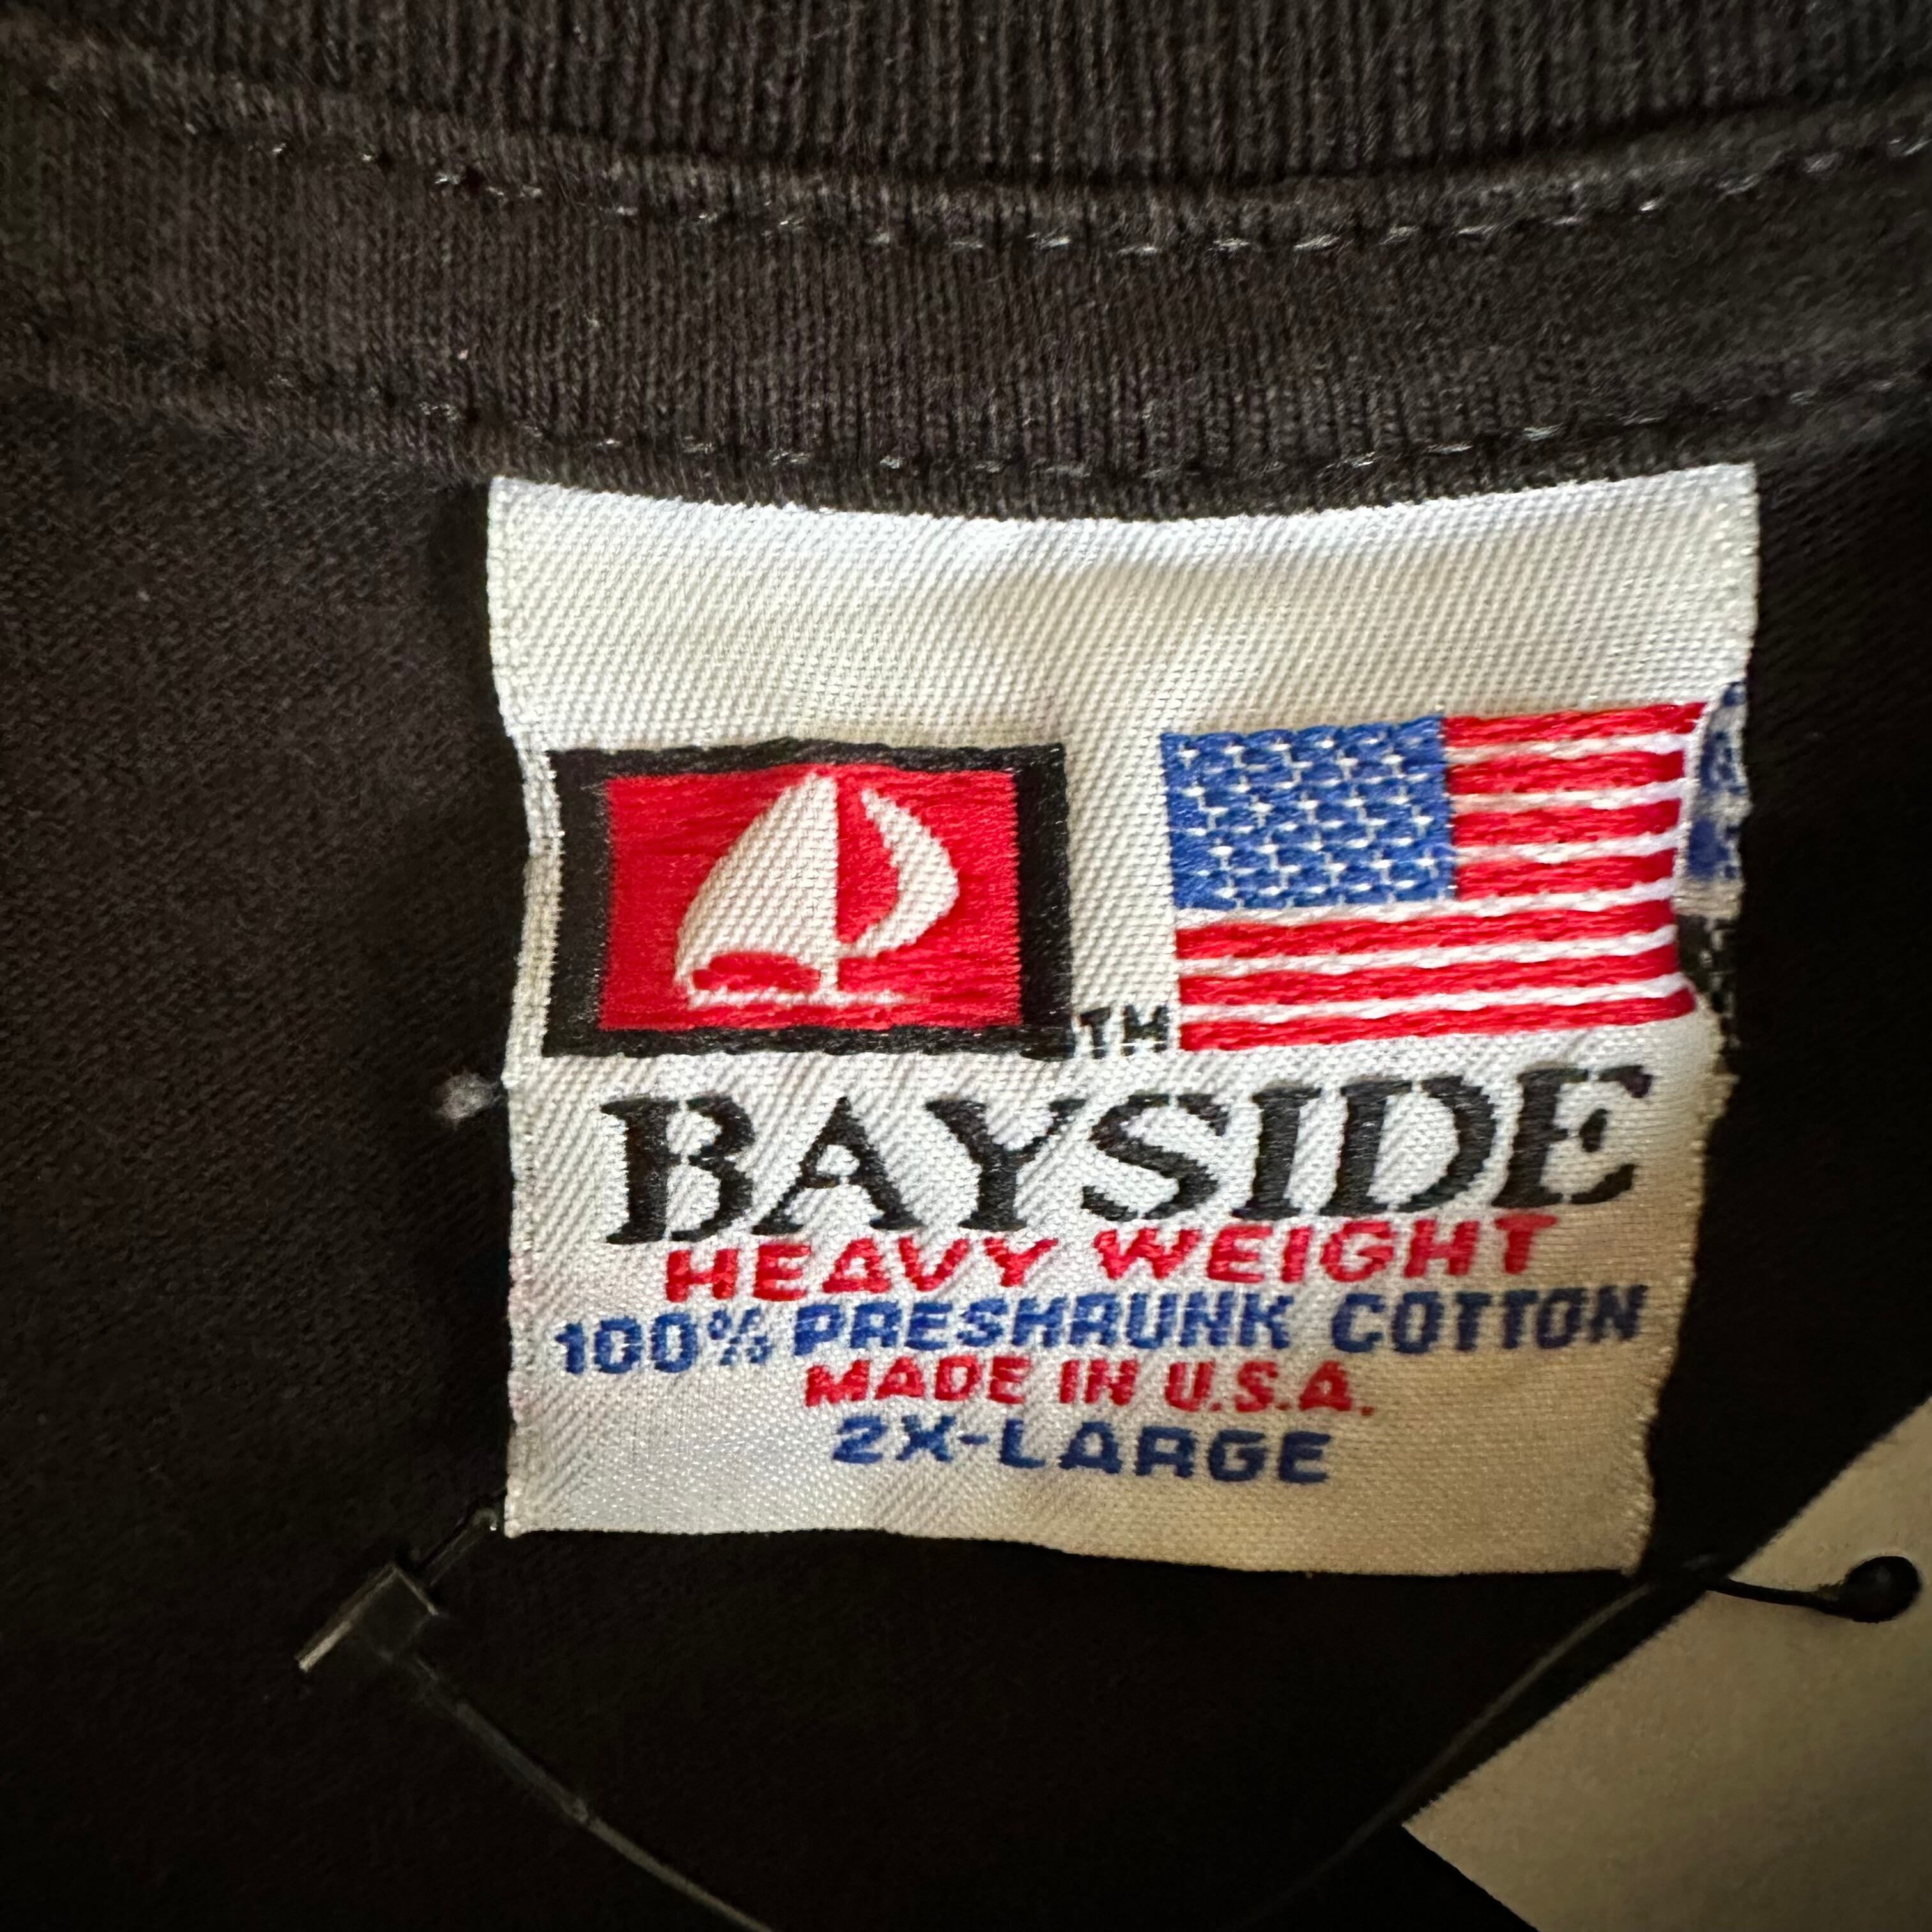 TM
BAYSIDE
HEAVY WEIGHT
100% PRESHRUNK COTTON
MADE IN U.S.A.
2X-LARGE